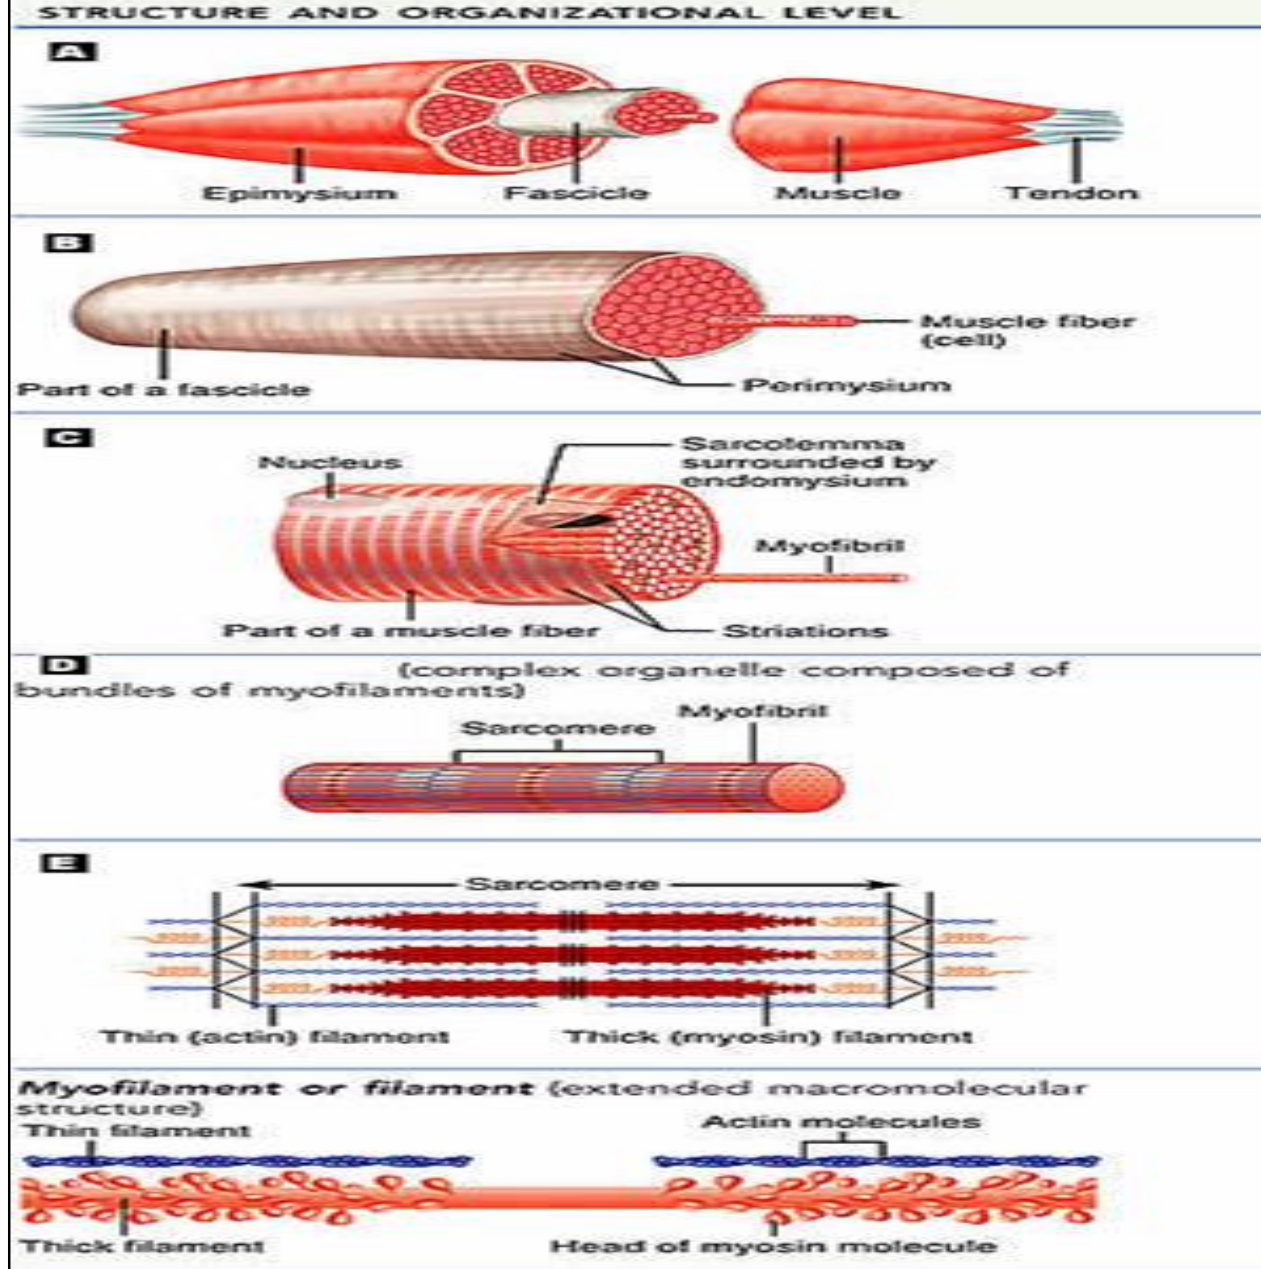 STRUCTURE AND ORGANIZATIONAL LEVEL
A
Epimysium
Fascicle
Muscle
Tendon
B
Muscle fiber
(cell)
Part of a fascicle
Perimysium
C
Nucleus
Sarcolemma
surrounded by
endomysium
Myofibril
Part of a muscle fiber
Striations
D
(complex organelle composed of
bundles of myofilaments)
Sarcomere
Myofibril
E
Sarcomere
Thin (actin) filament
Thick (myosin) filament
Myofilament or filament (extended macromolecular
structure)
Thin filament
Actin molecules
Thick filament
Head of myosin molecule